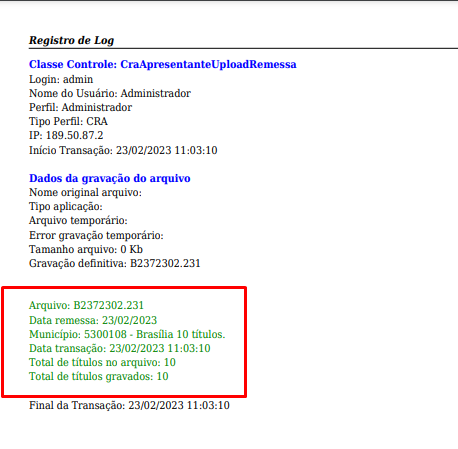 Registro de Log
Classe Controle: CraApresentanteUploadRemessa
Login: admin
Nome do Usuário: Administrador
Perfil: Administrador
Tipo Perfil: CRA
IP: 189.50.87.2
Início Transação: 23/02/2023 11:03:10
Dados da gravação do arquivo
Nome original arquivo:
Tipo aplicação:
Arquivo temporário:
Error gravação temporário:
Tamanho arquivo: 0 Kb
Gravação definitiva: B2372302.231
Arquivo: B2372302.231
Data remessa: 23/02/2023
Município: 5300108 - Brasília 10 títulos.
Data transação: 23/02/2023 11:03:10
Total de títulos no arquivo: 10
Total de títulos gravados: 10
Final da Transação: 23/02/2023 11:03:10